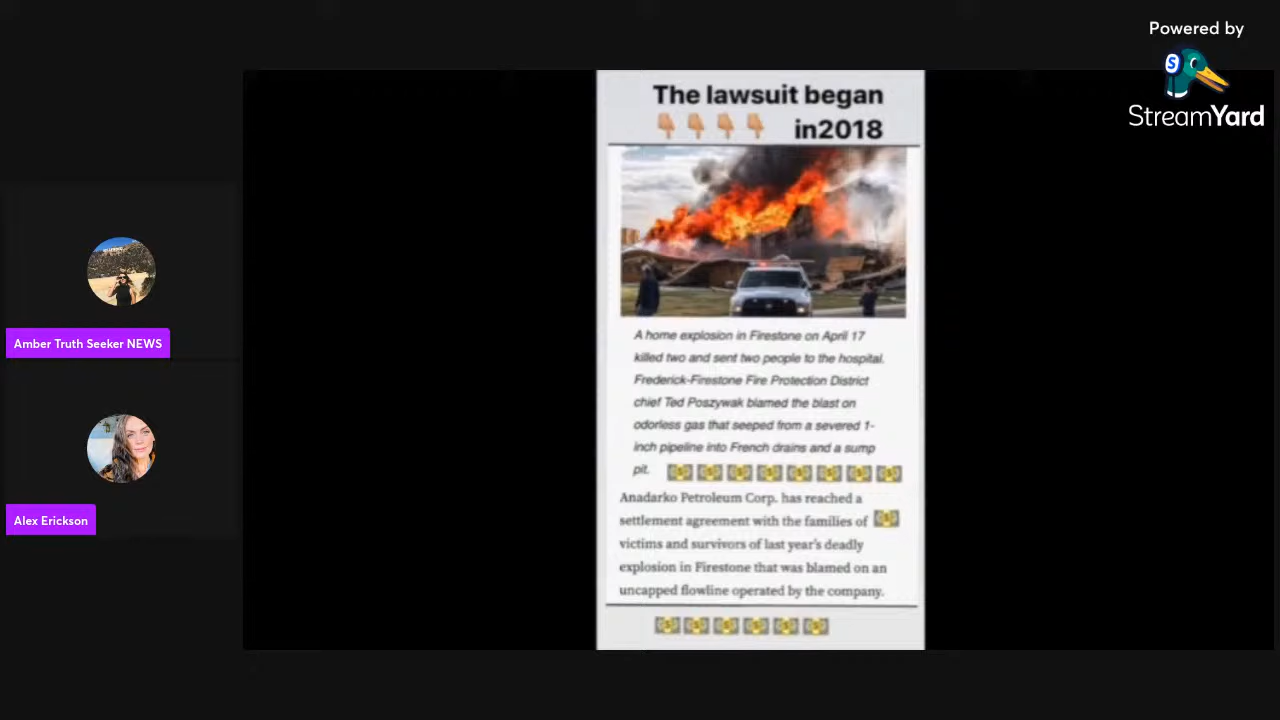 Powered by
S
StreamYard
The lawsuit began
in2018
A home explosion in Firestone on April 17
killed two and sent two people to the hospital.
Frederick-Firestone Fire Protection District
chief Ted Poszywak blamed the blast on
odorless gas that seeped from a severed 1-
inch pipeline into French drains and a sump
pit.
Anadarko Petroleum Corp. has reached a
settlement agreement with the families of
victims and survivors of last year's deadly
explosion in Firestone that was blamed on an
uncapped flowline operated by the company.
Amber Truth Seeker NEWS
Alex Erickson